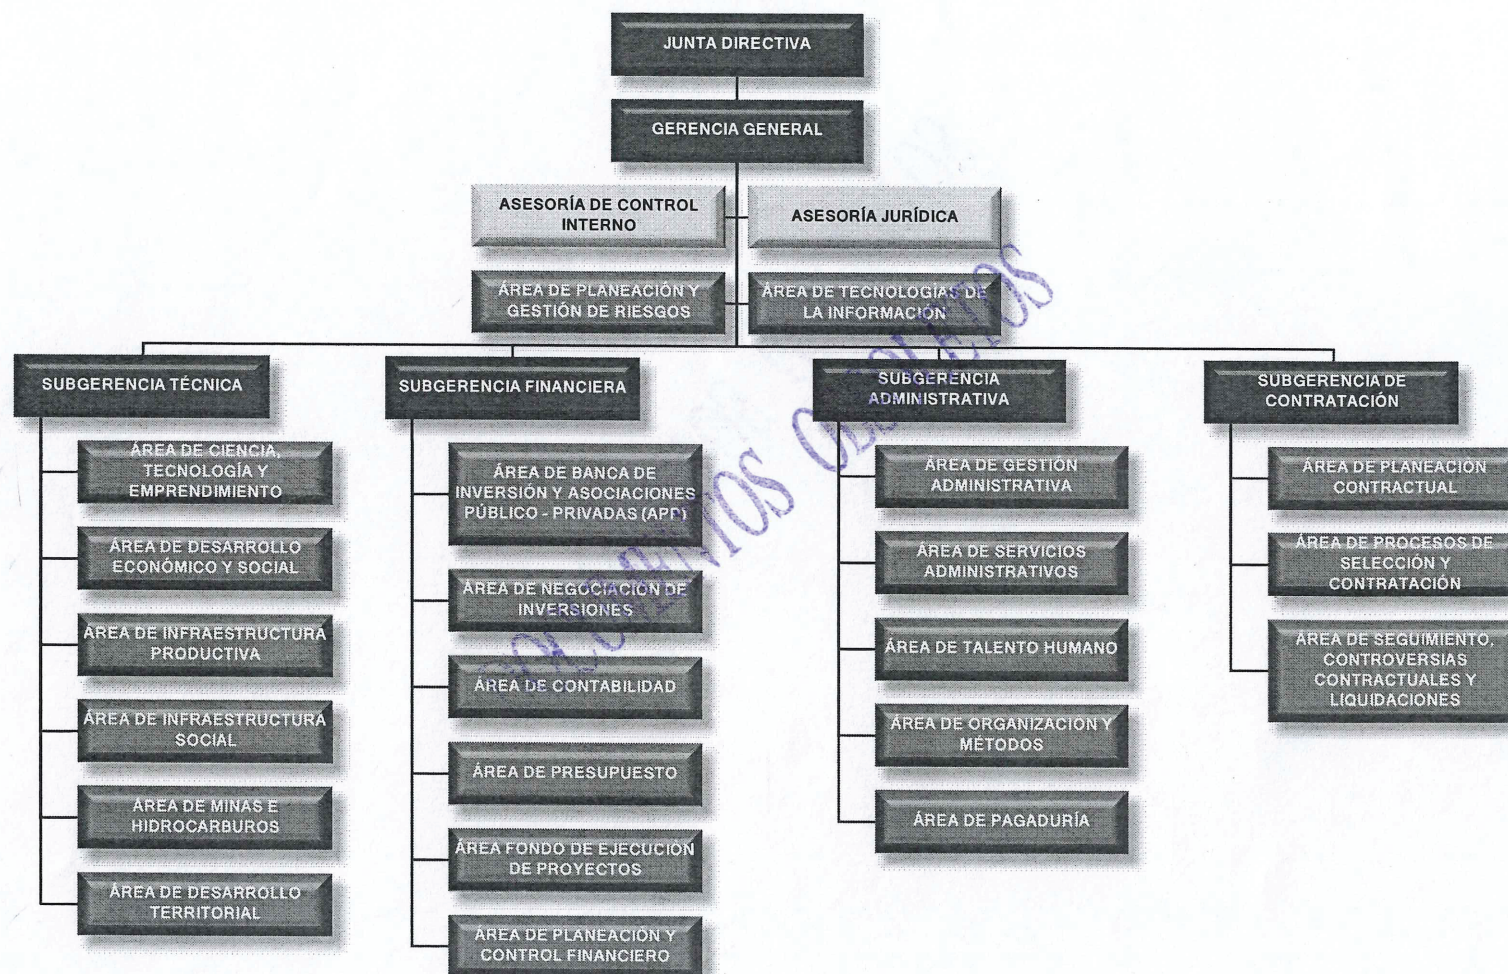 JUNTA DIRECTIVA
GERENCIA GENERAL
ASESORÍA DE CONTROL
INTERNO
ASESORÍA JURÍDICA
ÁREA DE PLANEACIÓN Y
GESTIÓN DE RIESGOS
ÁREA DE TECNOLOGÍAS DE
LA INFORMACIÓN
SUBGERENCIA TÉCNICA
ÁREA DE CIENCIA,
TECNOLOGÍA Y
EMPRENDIMIENTO
ÁREA DE DESARROLLO
ECONÓMICO Y SOCIAL
ÁREA DE INFRAESTRUCTURA
PRODUCTIVA
ÁREA DE INFRAESTRUCTURA
SOCIAL
ÁREA DE MINAS E
HIDROCARBUROS
ÁREA DE DESARROLLO
TERRITORIAL
SUBGERENCIA FINANCIERA
ÁREA DE BANCA DE
INVERSIÓN Y ASOCIACIONES
PÚBLICO - PRIVADAS (APP)
ÁREA DE NEGOCIACIÓN DE
INVERSIONES
ÁREA DE CONTABILIDAD
ÁREA DE PRESUPUESTO
ÁREA FONDO DE EJECUCIÓN
DE PROYECTOS
ÁREA DE PLANEACIÓN Y
CONTROL FINANCIERO
SUBGERENCIA
ADMINISTRATIVA
ÁREA DE GESTIÓN
ADMINISTRATIVA
ÁREA DE SERVICIOS
ADMINISTRATIVOS
ÁREA DE TALENTO HUMANO
ÁREA DE ORGANIZACION Y
MÉTODOS
ÁREA DE PAGADURÍA
SUBGERENCIA DE
CONTRATACIÓN
ÁREA DE PLANEACIÓN
CONTRACTUAL
ÁREA DE PROCESOS DE
SELECCIÓN Y
CONTRATACIÓN
ÁREA DE SEGUIMIENTO,
CONTROVERSIAS
CONTRACTUALES Y
LIQUIDACIONES
DOCUMENTOS OBSOLETOS